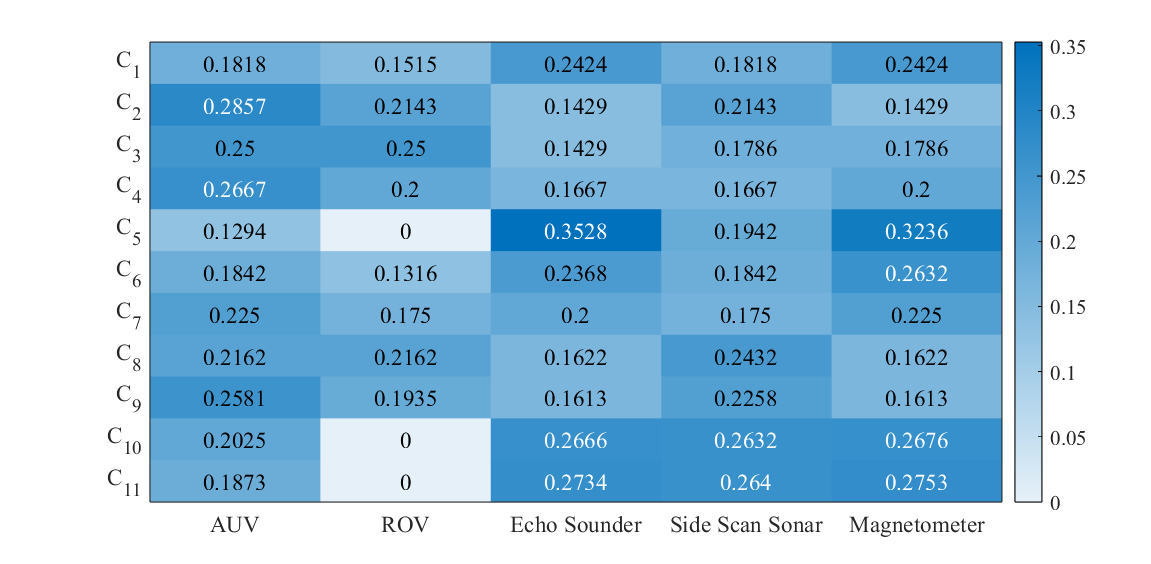 C1 0.1818 0.1515 0.2424 0.1818 0.2424 0.35
C2 0.2857 0.2143 0.1429 0.2143 0.1429 0.3
C3 0.25 0.25 0.1429 0.1786 0.1786
C4 0.2667 0.2 0.1667 0.1667 0.2 0.25
C5 0.1294 0 0.3528 0.1942 0.3236 0.2
C6 0.1842 0.1316 0.2368 0.1842 0.2632
C7 0.225 0.175 0.2 0.175 0.225 0.15
C8 0.2162 0.2162 0.1622 0.2432 0.1622 0.1
C9 0.2581 0.1935 0.1613 0.2258 0.1613
C10 0.2025 0 0.2666 0.2632 0.2676 0.05
C11 0.1873 0 0.2734 0.264 0.2753 0
AUV ROV Echo Sounder Side Scan Sonar Magnetometer